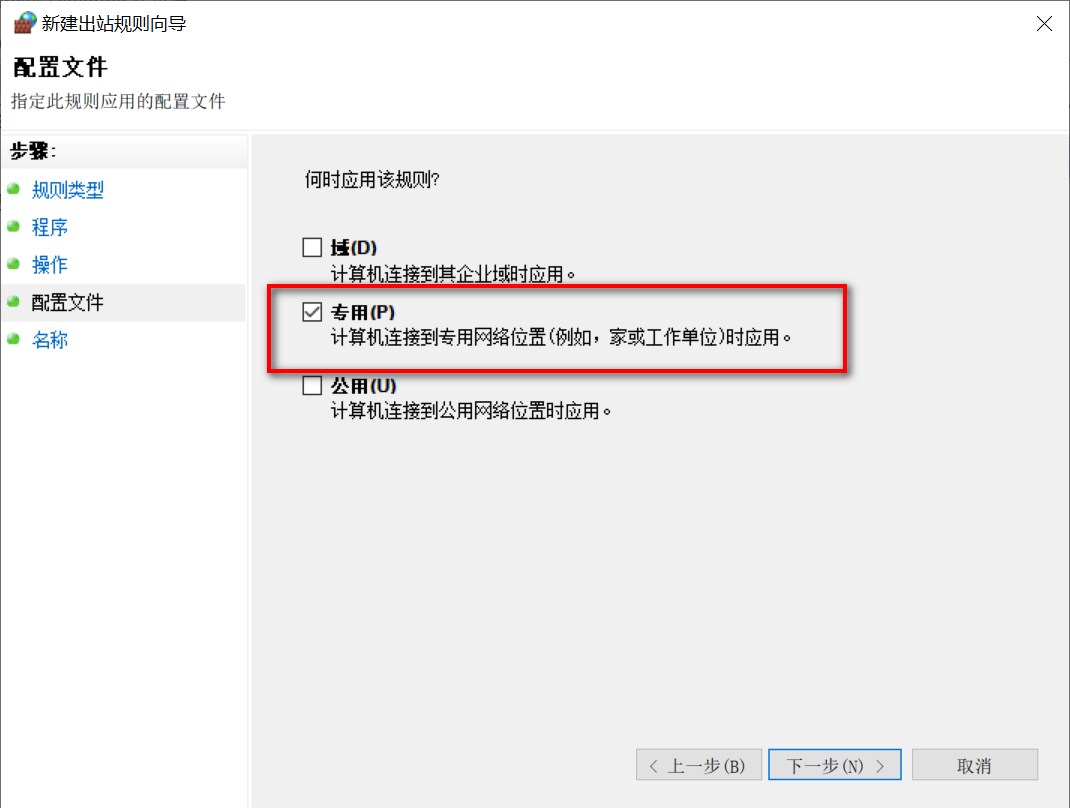 新建出站规则向导
配置文件
指定此规则应用的配置文件
步骤:
规则类型
程序
操作
配置文件
名称
何时应用该规则?
域(D)
计算机连接到其企业域时应用。
专用(P)
计算机连接到专用网络位置(例如，家或工作单位)时应用。
公用(U)
计算机连接到公用网络位置时应用。
< 上一步(B)
下一步(N) >
取消